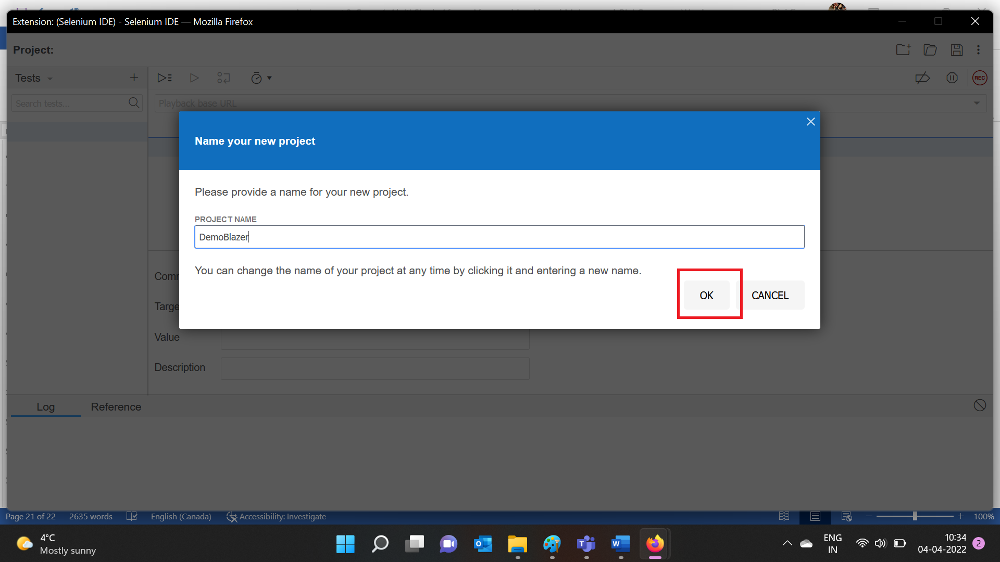 Extension: (Selenium IDE) - Selenium IDE — Mozilla Firefox
Project:
Tests
REC
Search tests...
Playback base URL
Name your new project
Please provide a name for your new project.
PROJECT NAME
DemoBlazer
You can change the name of your project at any time by clicking it and entering a new name.
OK
CANCEL
Value
Description
Log
Reference
Page 21 of 22
2635 words
English (Canada)
Accessibility: Investigate
100%
4°C
Mostly sunny
ENG
IN
10:34
04-04-2022
2